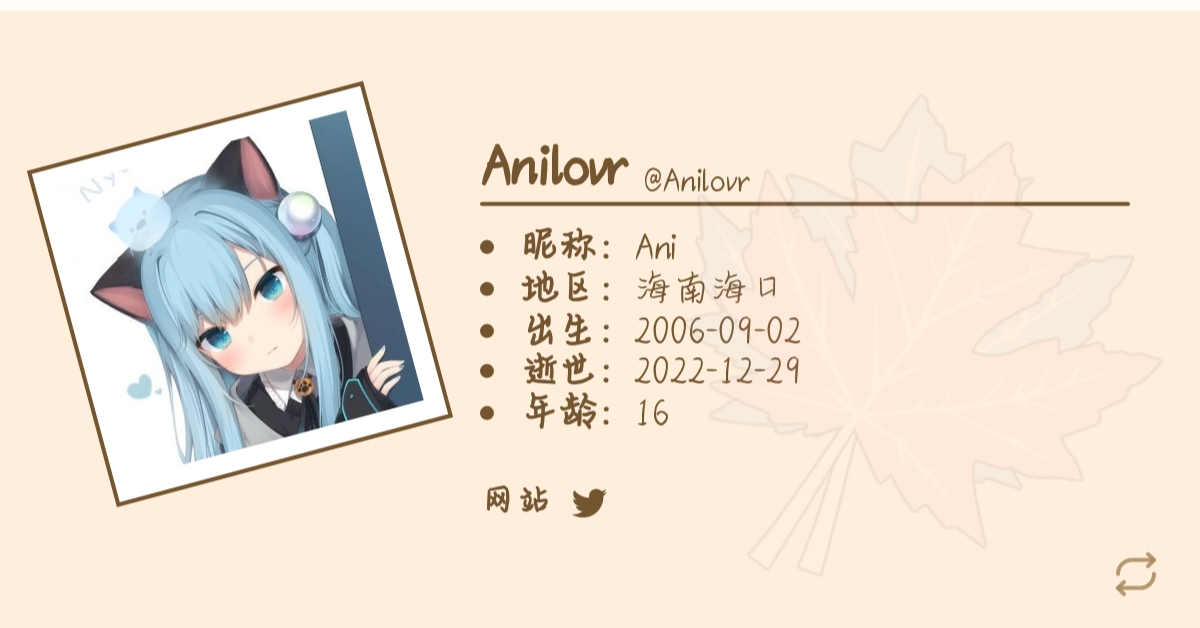 NY-
Anilovr @Anilovr
昵称：Ani
地区：海南海口
出生：2006-09-02
逝世：2022-12-29
年龄：16
网站